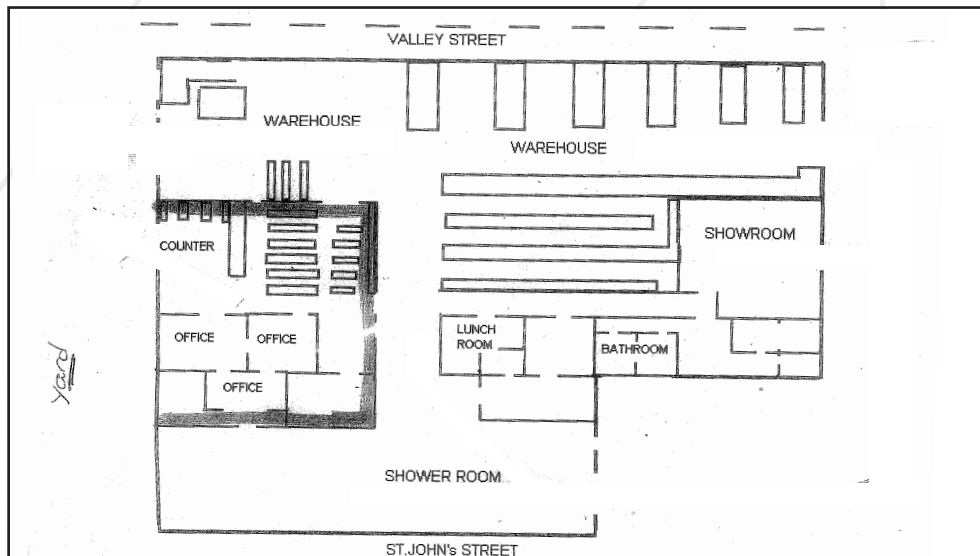 VALLEY STREET
WAREHOUSE
WAREHOUSE
COUNTER
SHOWROOM
OFFICE
OFFICE
LUNCH
ROOM
BATHROOM
OFFICE
Yard
SHOWER ROOM
ST.JOHN's STREET